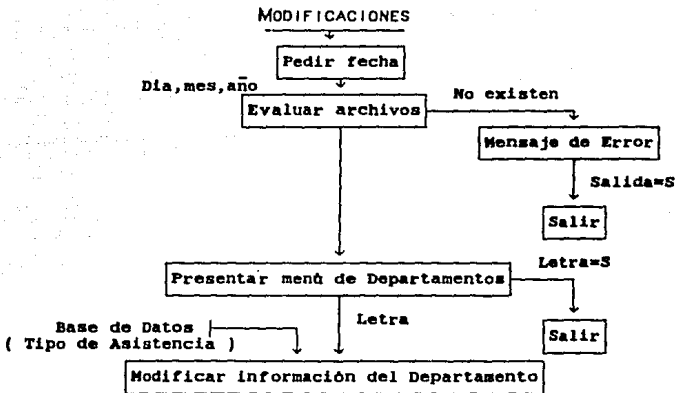 MODIFICACIONES
Pedir fecha
Día,mes,año
Evaluar archivos
No existen
Mensaje de Error
Salida=S
Salir
Presentar menú de Departamentos
Letra=S
Letra
Salir
Base de Datos
( Tipo de Asistencia )
Modificar información del Departamento